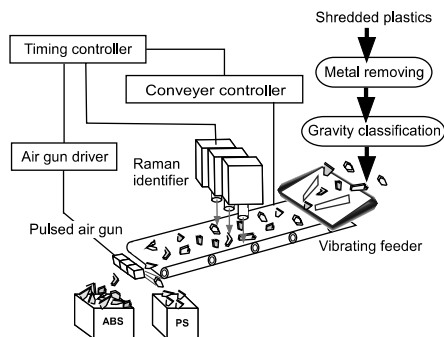 Shredded plastics
Timing controller
Metal removing
Conveyer controller
Gravity classification
Air gun driver
Raman
identifier
Pulsed air gun
Vibrating feeder
ABS
PS